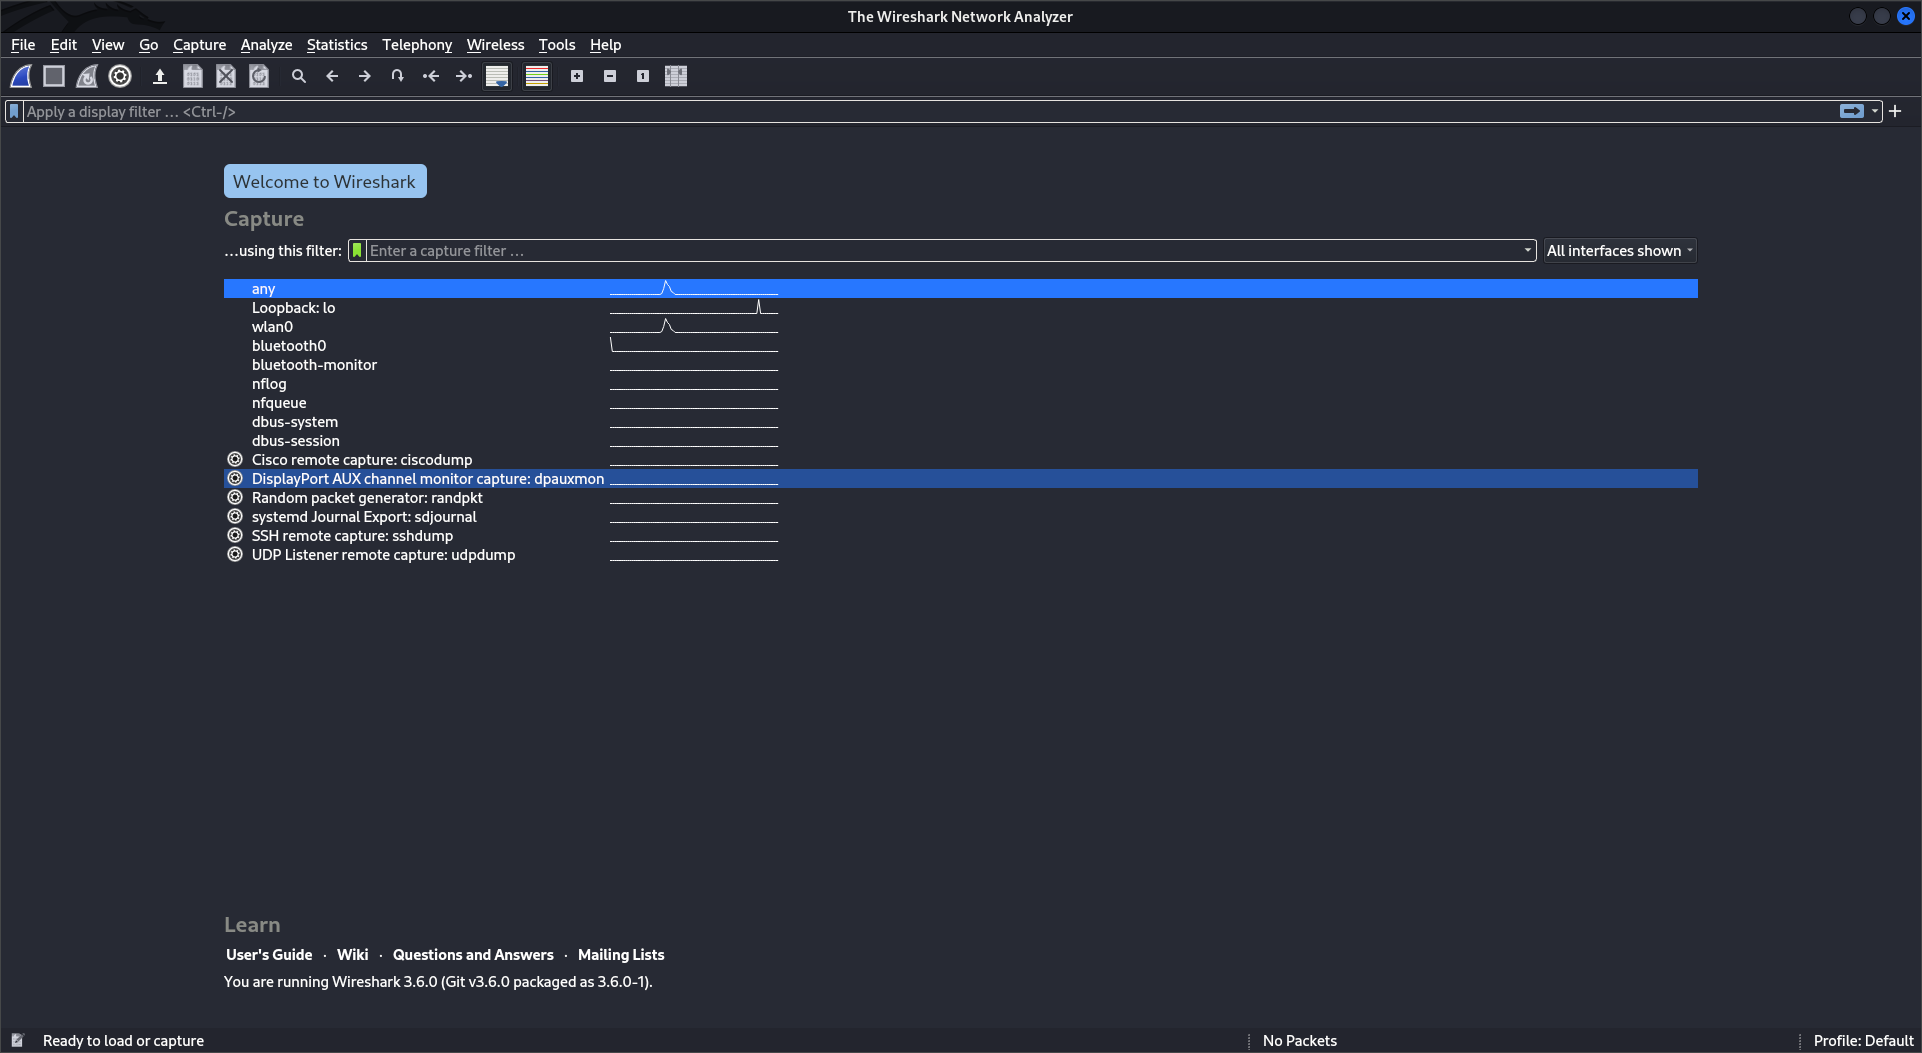 The Wireshark Network Analyzer
File Edit View Go Capture Analyze Statistics Telephony Wireless Tools Help
Apply a display filter … <Ctrl-/>
Welcome to Wireshark
Capture
…using this filter: Enter a capture filter … All interfaces shown
any
Loopback: lo
wlan0
bluetooth0
bluetooth-monitor
nflog
nfqueue
dbus-system
dbus-session
Cisco remote capture: ciscodump
DisplayPort AUX channel monitor capture: dpauxmon
Random packet generator: randpkt
systemd Journal Export: sdjournal
SSH remote capture: sshdump
UDP Listener remote capture: udpdump
Learn
User's Guide · Wiki · Questions and Answers · Mailing Lists
You are running Wireshark 3.6.0 (Git v3.6.0 packaged as 3.6.0-1).
Ready to load or capture No Packets Profile: Default